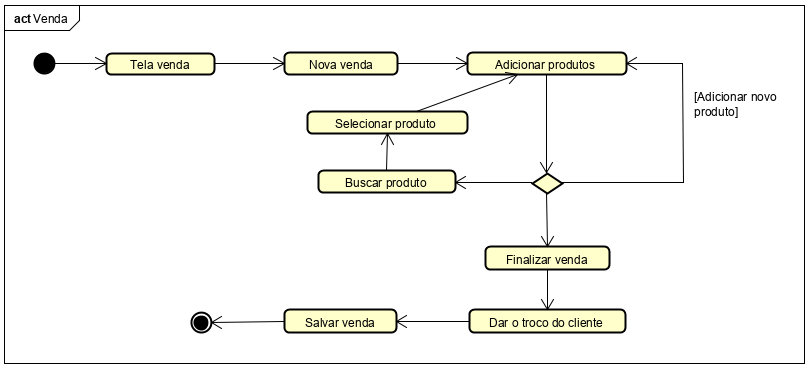 act Venda
Tela venda
Nova venda
Adicionar produtos
[Adicionar novo
produto]
Selecionar produto
Buscar produto
Finalizar venda
Salvar venda
Dar o troco do cliente